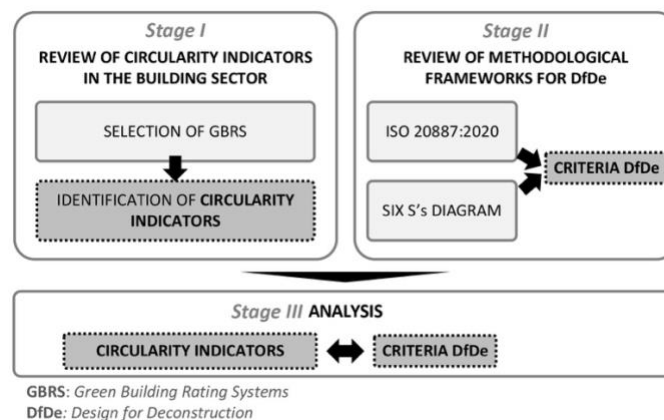 Stage I
REVIEW OF CIRCULARITY INDICATORS
IN THE BUILDING SECTOR
SELECTION OF GBRS
IDENTIFICATION OF CIRCULARITY
INDICATORS
Stage II
REVIEW OF METHODOLOGICAL
FRAMEWORKS FOR DfDe
ISO 20887:2020
CRITERIA DfDe
SIX S's DIAGRAM
Stage III ANALYSIS
CIRCULARITY INDICATORS
CRITERIA DfDe
GBRS: Green Building Rating Systems
DfDe: Design for Deconstruction